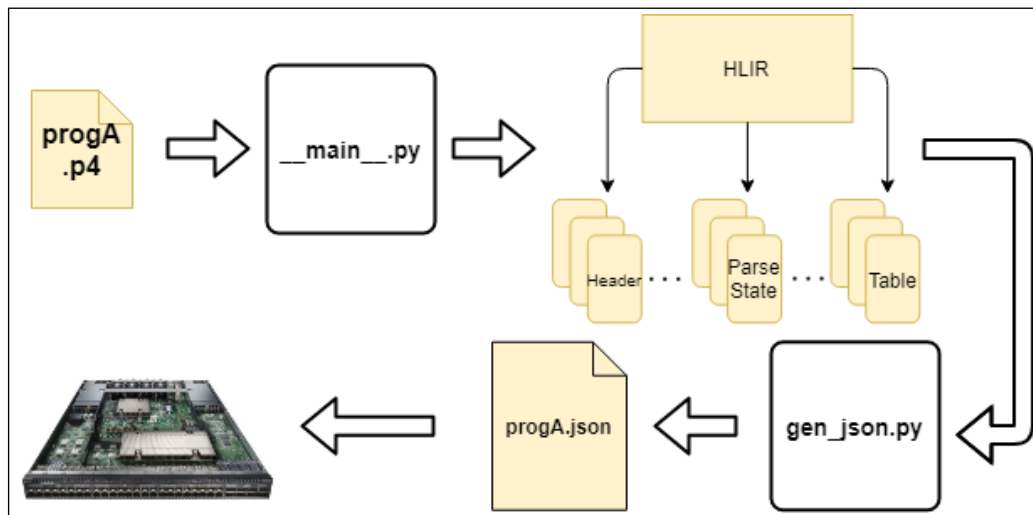 progA
.p4
__main__.py
HLIR
Header
...
Parse
State
...
Table
progA.json
gen_json.py